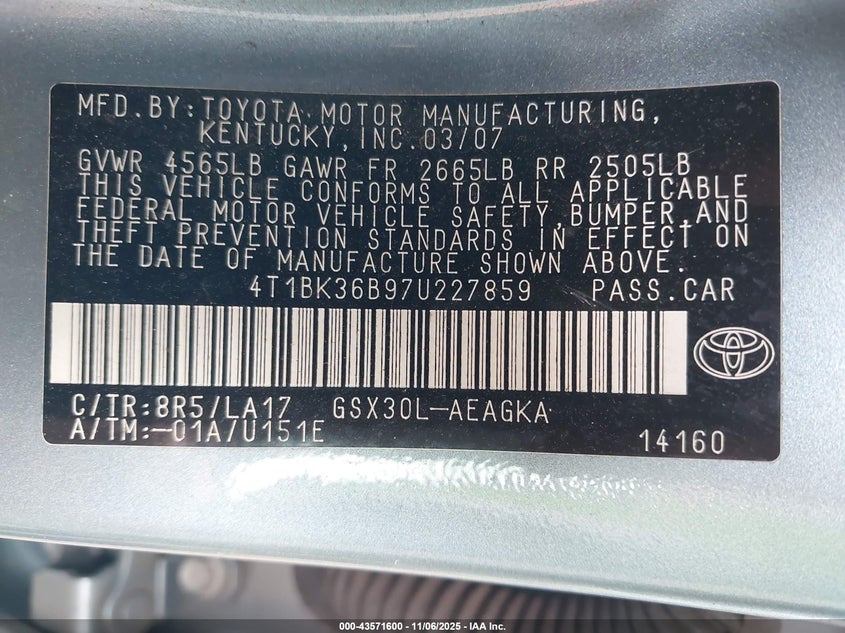 MFD.BY:TOYOTA MOTOR MANUFACTURING,
KENTUCKY,INC.03/07
GVWR 4565LB GAWR FR 2665LB RR 2505LB
THIS VEHICLE CONFORMS TO ALL APPLICABLE
FEDERAL MOTOR VEHICLE SAFETY,BUMPER,AND
THEFT PREVENTION STANDARDS IN EFFECT ON
THE DATE OF MANUFACTURE SHOWN ABOVE.
4T1BK36B97U227859 PASS.CAR
C/TR:8R5/LA17 GSX30L-AEAGKA
A/TM:-01A/U151E
14160
000-43571600 - 11/06/2025 - IAA Inc.